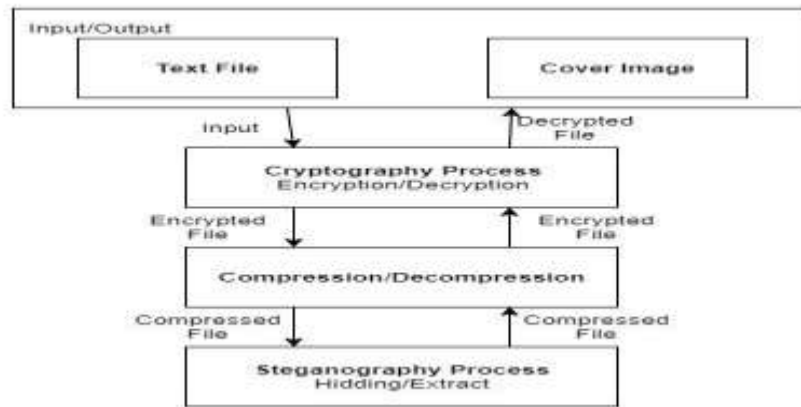 Input/Output
Text File
Cover Image
Input
Decrypted
File
Cryptography Process
Encryption/Decryption
Encrypted
File
Encrypted
File
Compression/Decompression
Compressed
File
Compressed
File
Steganography Process
Hidding/Extract